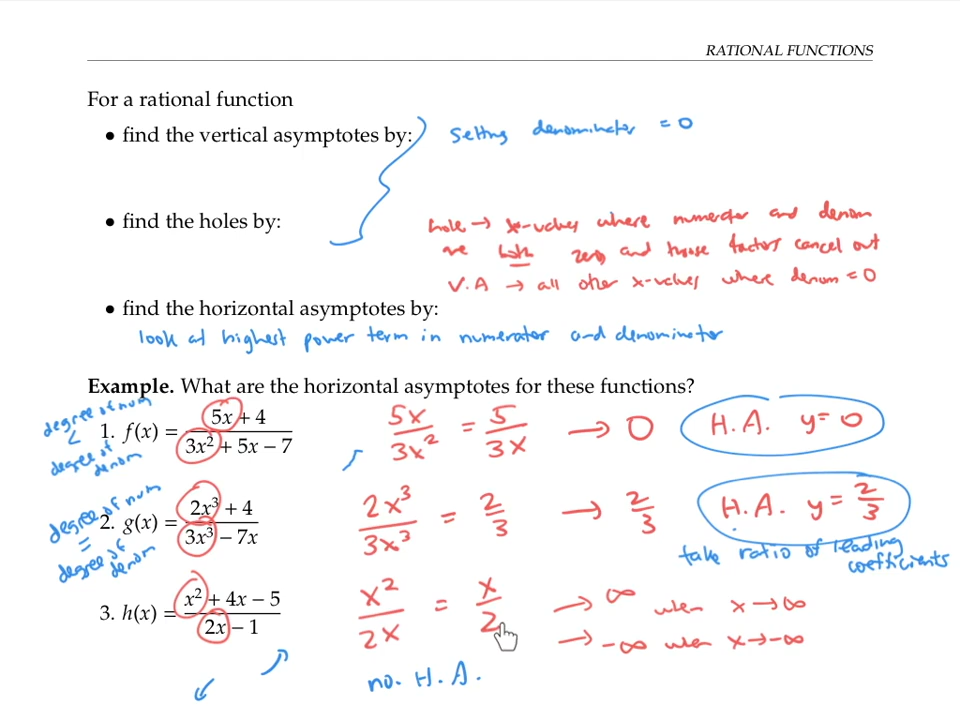 RATIONAL FUNCTIONS
For a rational function
• find the vertical asymptotes by: Setting denominator = 0
• find the holes by: hole → x-values where numerator and denom
are both zero and those factors cancel out
V.A → all other x-values where denom = 0
• find the horizontal asymptotes by:
look at highest power term in numerator and denominator
Example. What are the horizontal asymptotes for these functions?
degree of num < degree of denom
1. f(x) = (5x + 4)/(3x² + 5x − 7) 5x/3x² = 5/3x → 0 H.A. y = 0
degree of num = degree of denom
2. g(x) = (2x³ + 4)/(3x³ − 7x) 2x³/3x³ = 2/3 → 2/3 H.A. y = 2/3
take ratio of leading coefficients
3. h(x) = (x² + 4x − 5)/(2x − 1) x²/2x = x/2 → ∞ when x → ∞
→ -∞ when x → -∞
no. H.A.